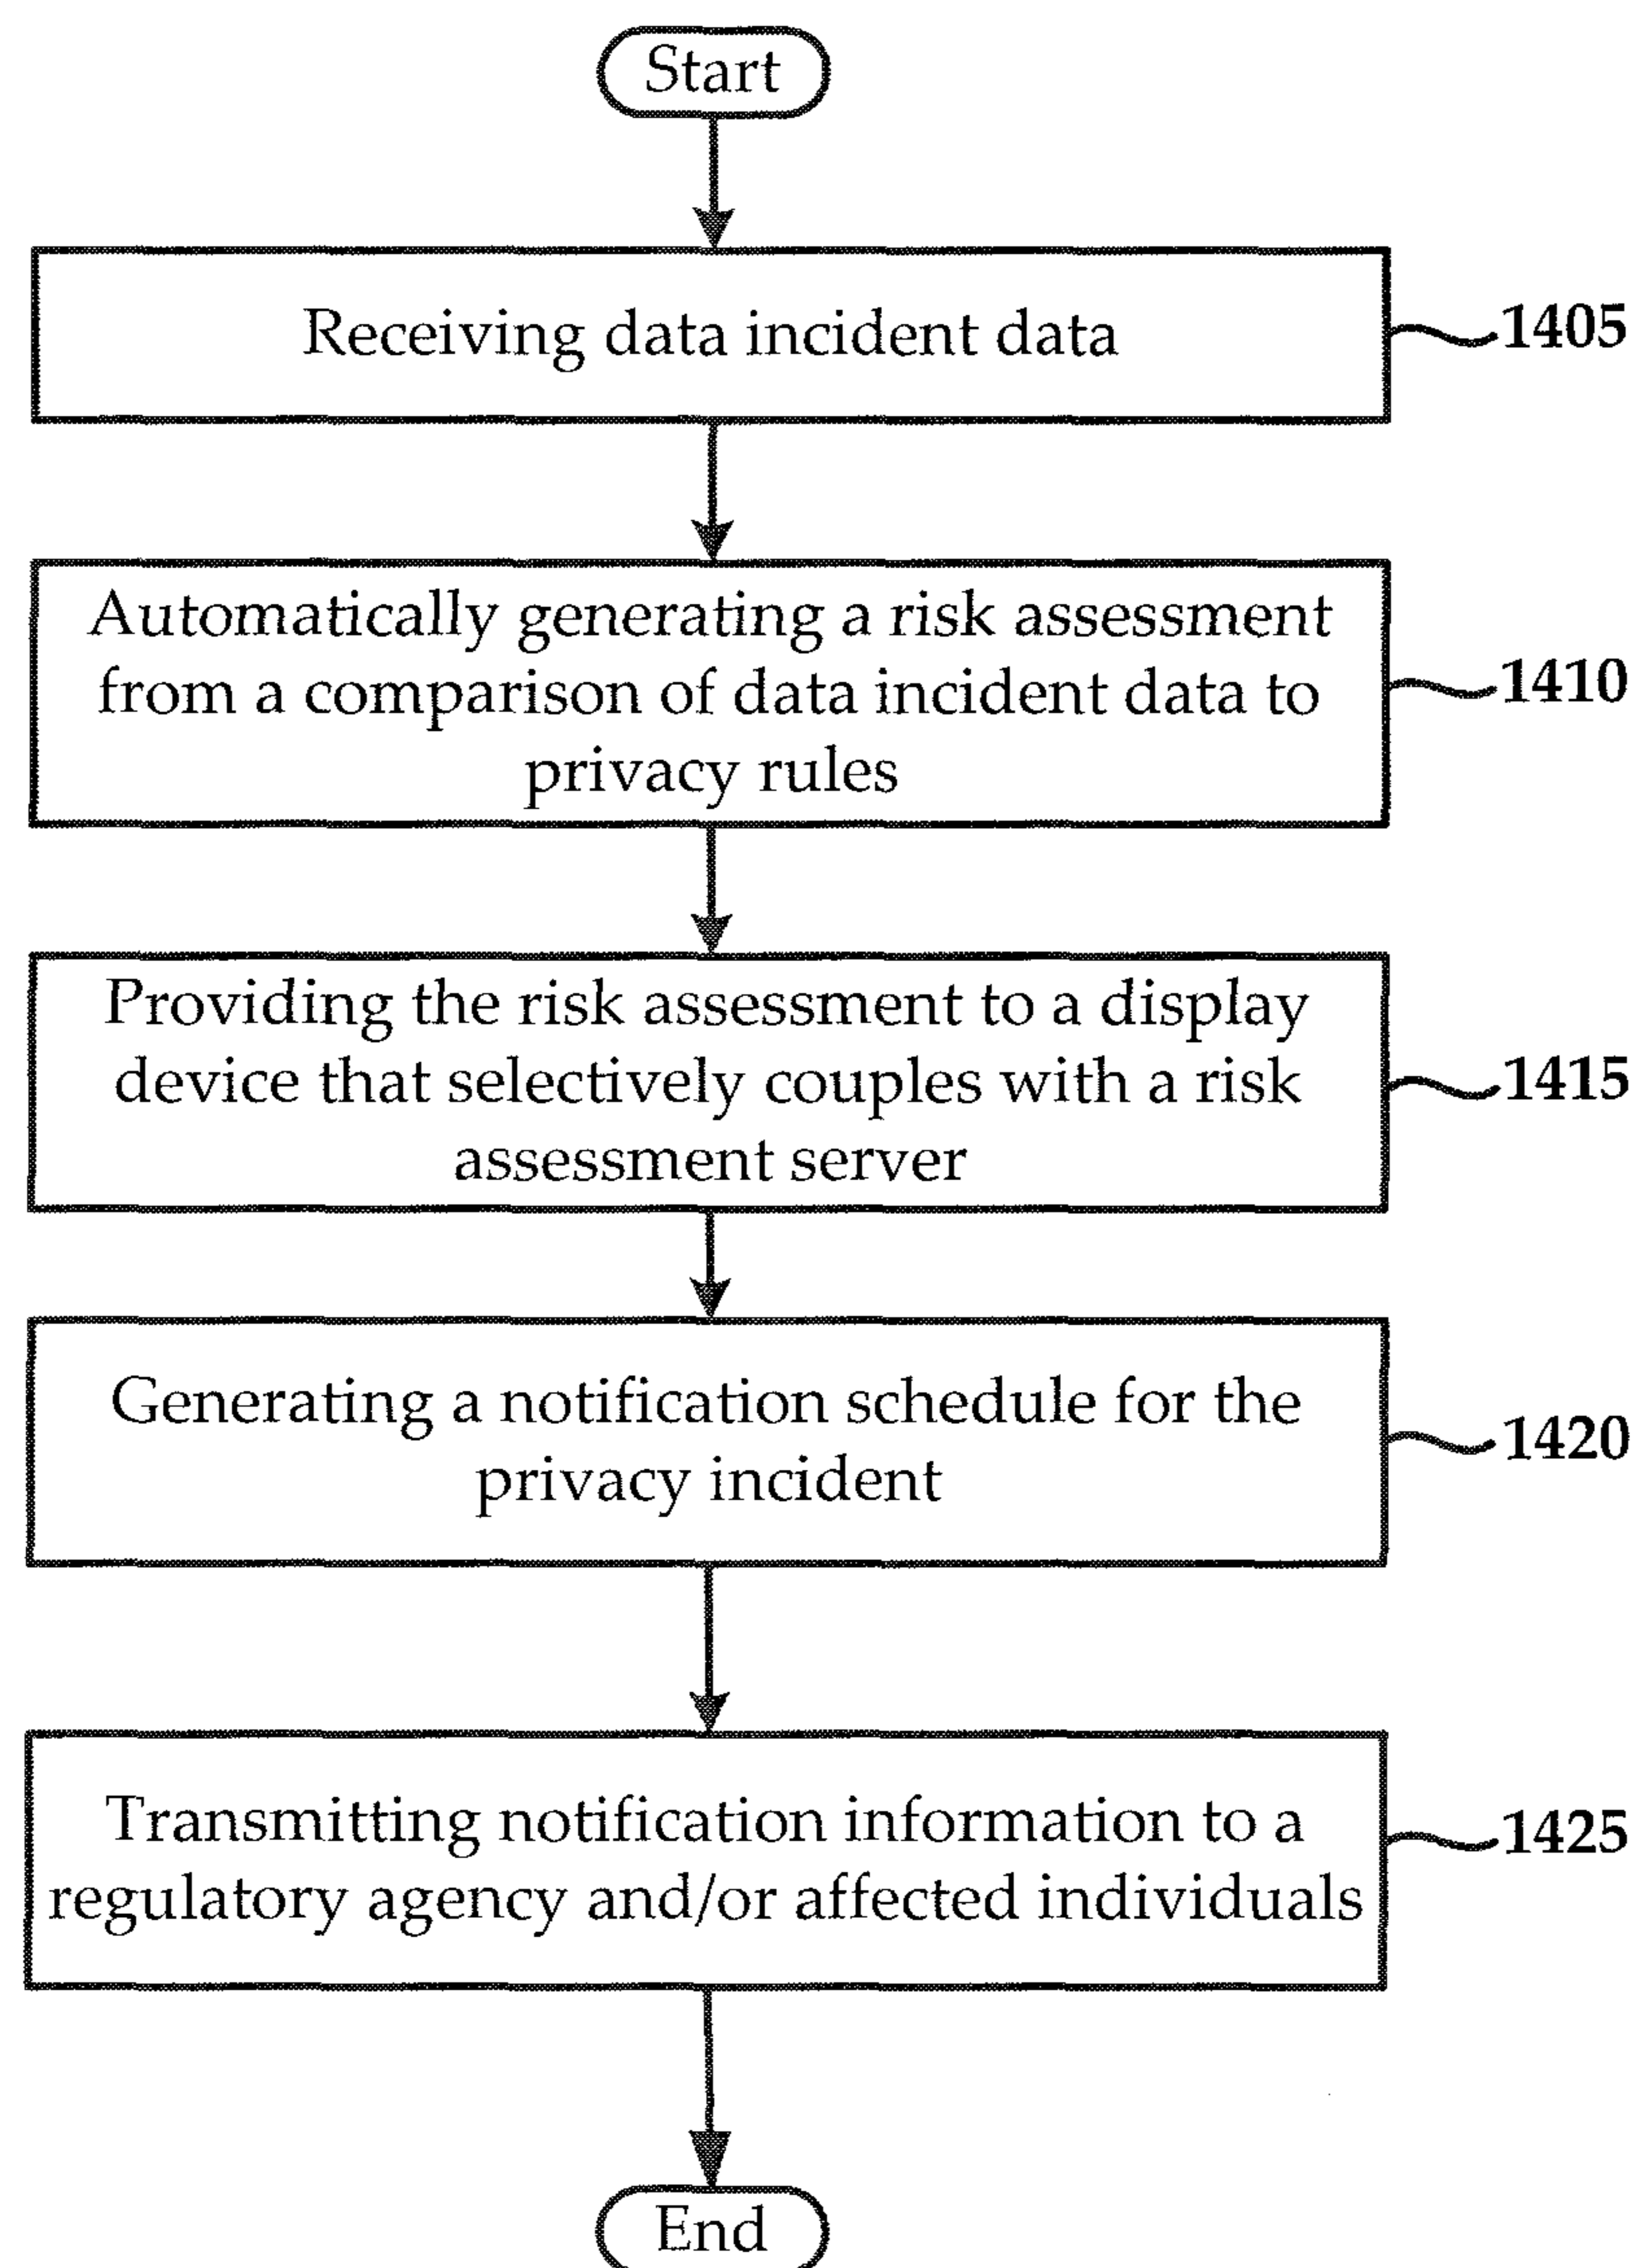 Start
Receiving data incident data
1405
Automatically generating a risk assessment
from a comparison of data incident data to
privacy rules
1410
Providing the risk assessment to a display
device that selectively couples with a risk
assessment server
1415
Generating a notification schedule for the
privacy incident
1420
Transmitting notification information to a
regulatory agency and/or affected individuals
1425
End